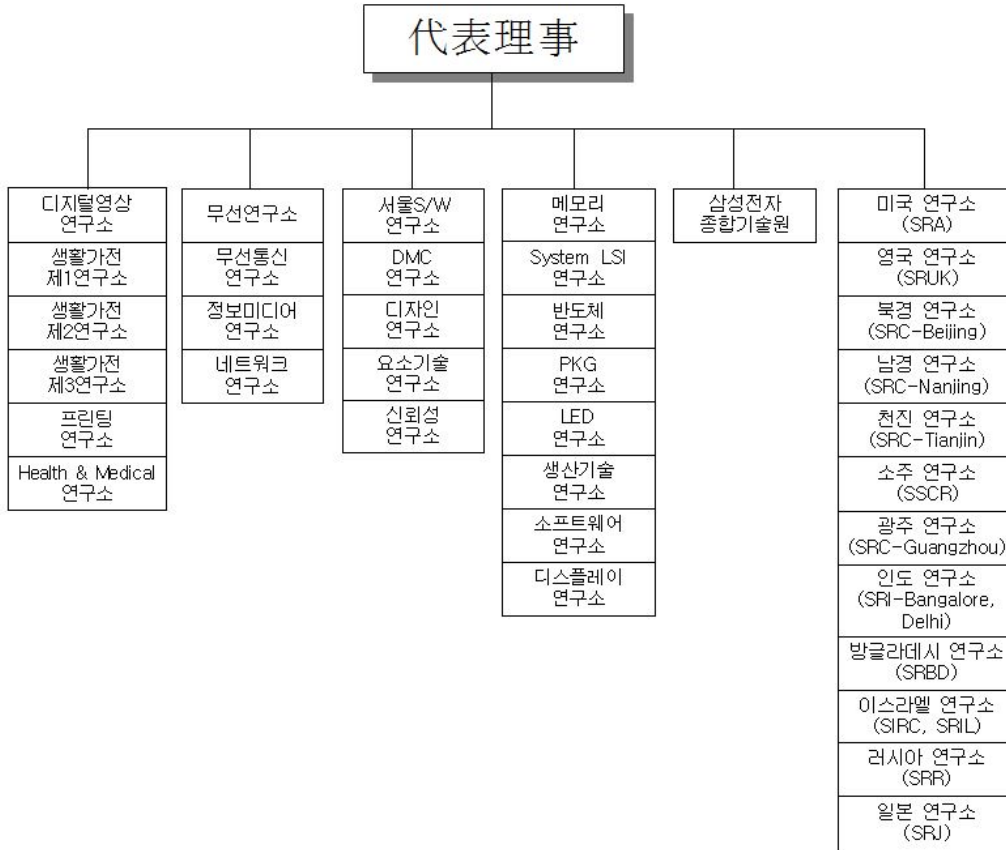 代表理事
디지털영상
연구소
생활가전
제1연구소
생활가전
제2연구소
생활가전
제3연구소
프린팅
연구소
Health & Medical
연구소
무선연구소
무선통신
연구소
정보미디어
연구소
네트워크
연구소
서울S/W
연구소
DMC
연구소
디자인
연구소
요소기술
연구소
신뢰성
연구소
메모리
연구소
System LSI
연구소
반도체
연구소
PKG
연구소
LED
연구소
생산기술
연구소
소프트웨어
연구소
디스플레이
연구소
삼성전자
종합기술원
미국 연구소
(SRA)
영국 연구소
(SRUK)
북경 연구소
(SRC-Beijing)
남경 연구소
(SRC-Nanjing)
천진 연구소
(SRC-Tianjin)
소주 연구소
(SSCR)
광주 연구소
(SRC-Guangzhou)
인도 연구소
(SRI-Bangalore,
Delhi)
방글라데시 연구소
(SRBD)
이스라엘 연구소
(SIRC, SRIL)
러시아 연구소
(SRR)
일본 연구소
(SRJ)